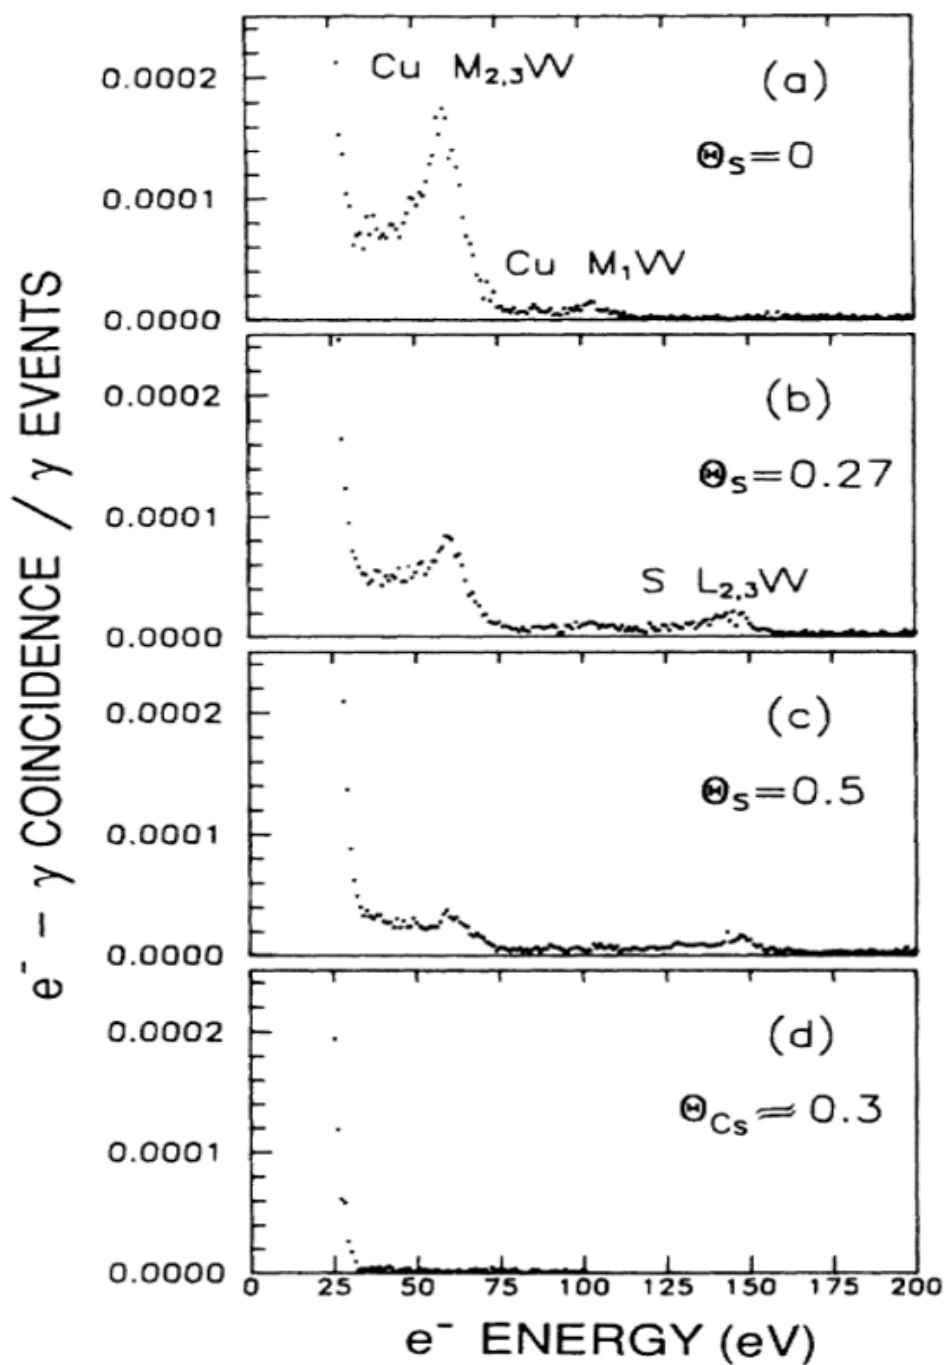 e⁻ – γ COINCIDENCE / γ EVENTS
0.0002
0.0001
0.0000
Cu M₂,₃VV
Cu M₁VV
(a)
Θₛ=0
0.0002
0.0001
0.0000
(b)
Θₛ=0.27
S L₂,₃VV
0.0002
0.0001
0.0000
(c)
Θₛ=0.5
0.0002
0.0001
0.0000
(d)
Θ_Cs≈0.3
0 25 50 75 100 125 150 175 200
e⁻ ENERGY (eV)